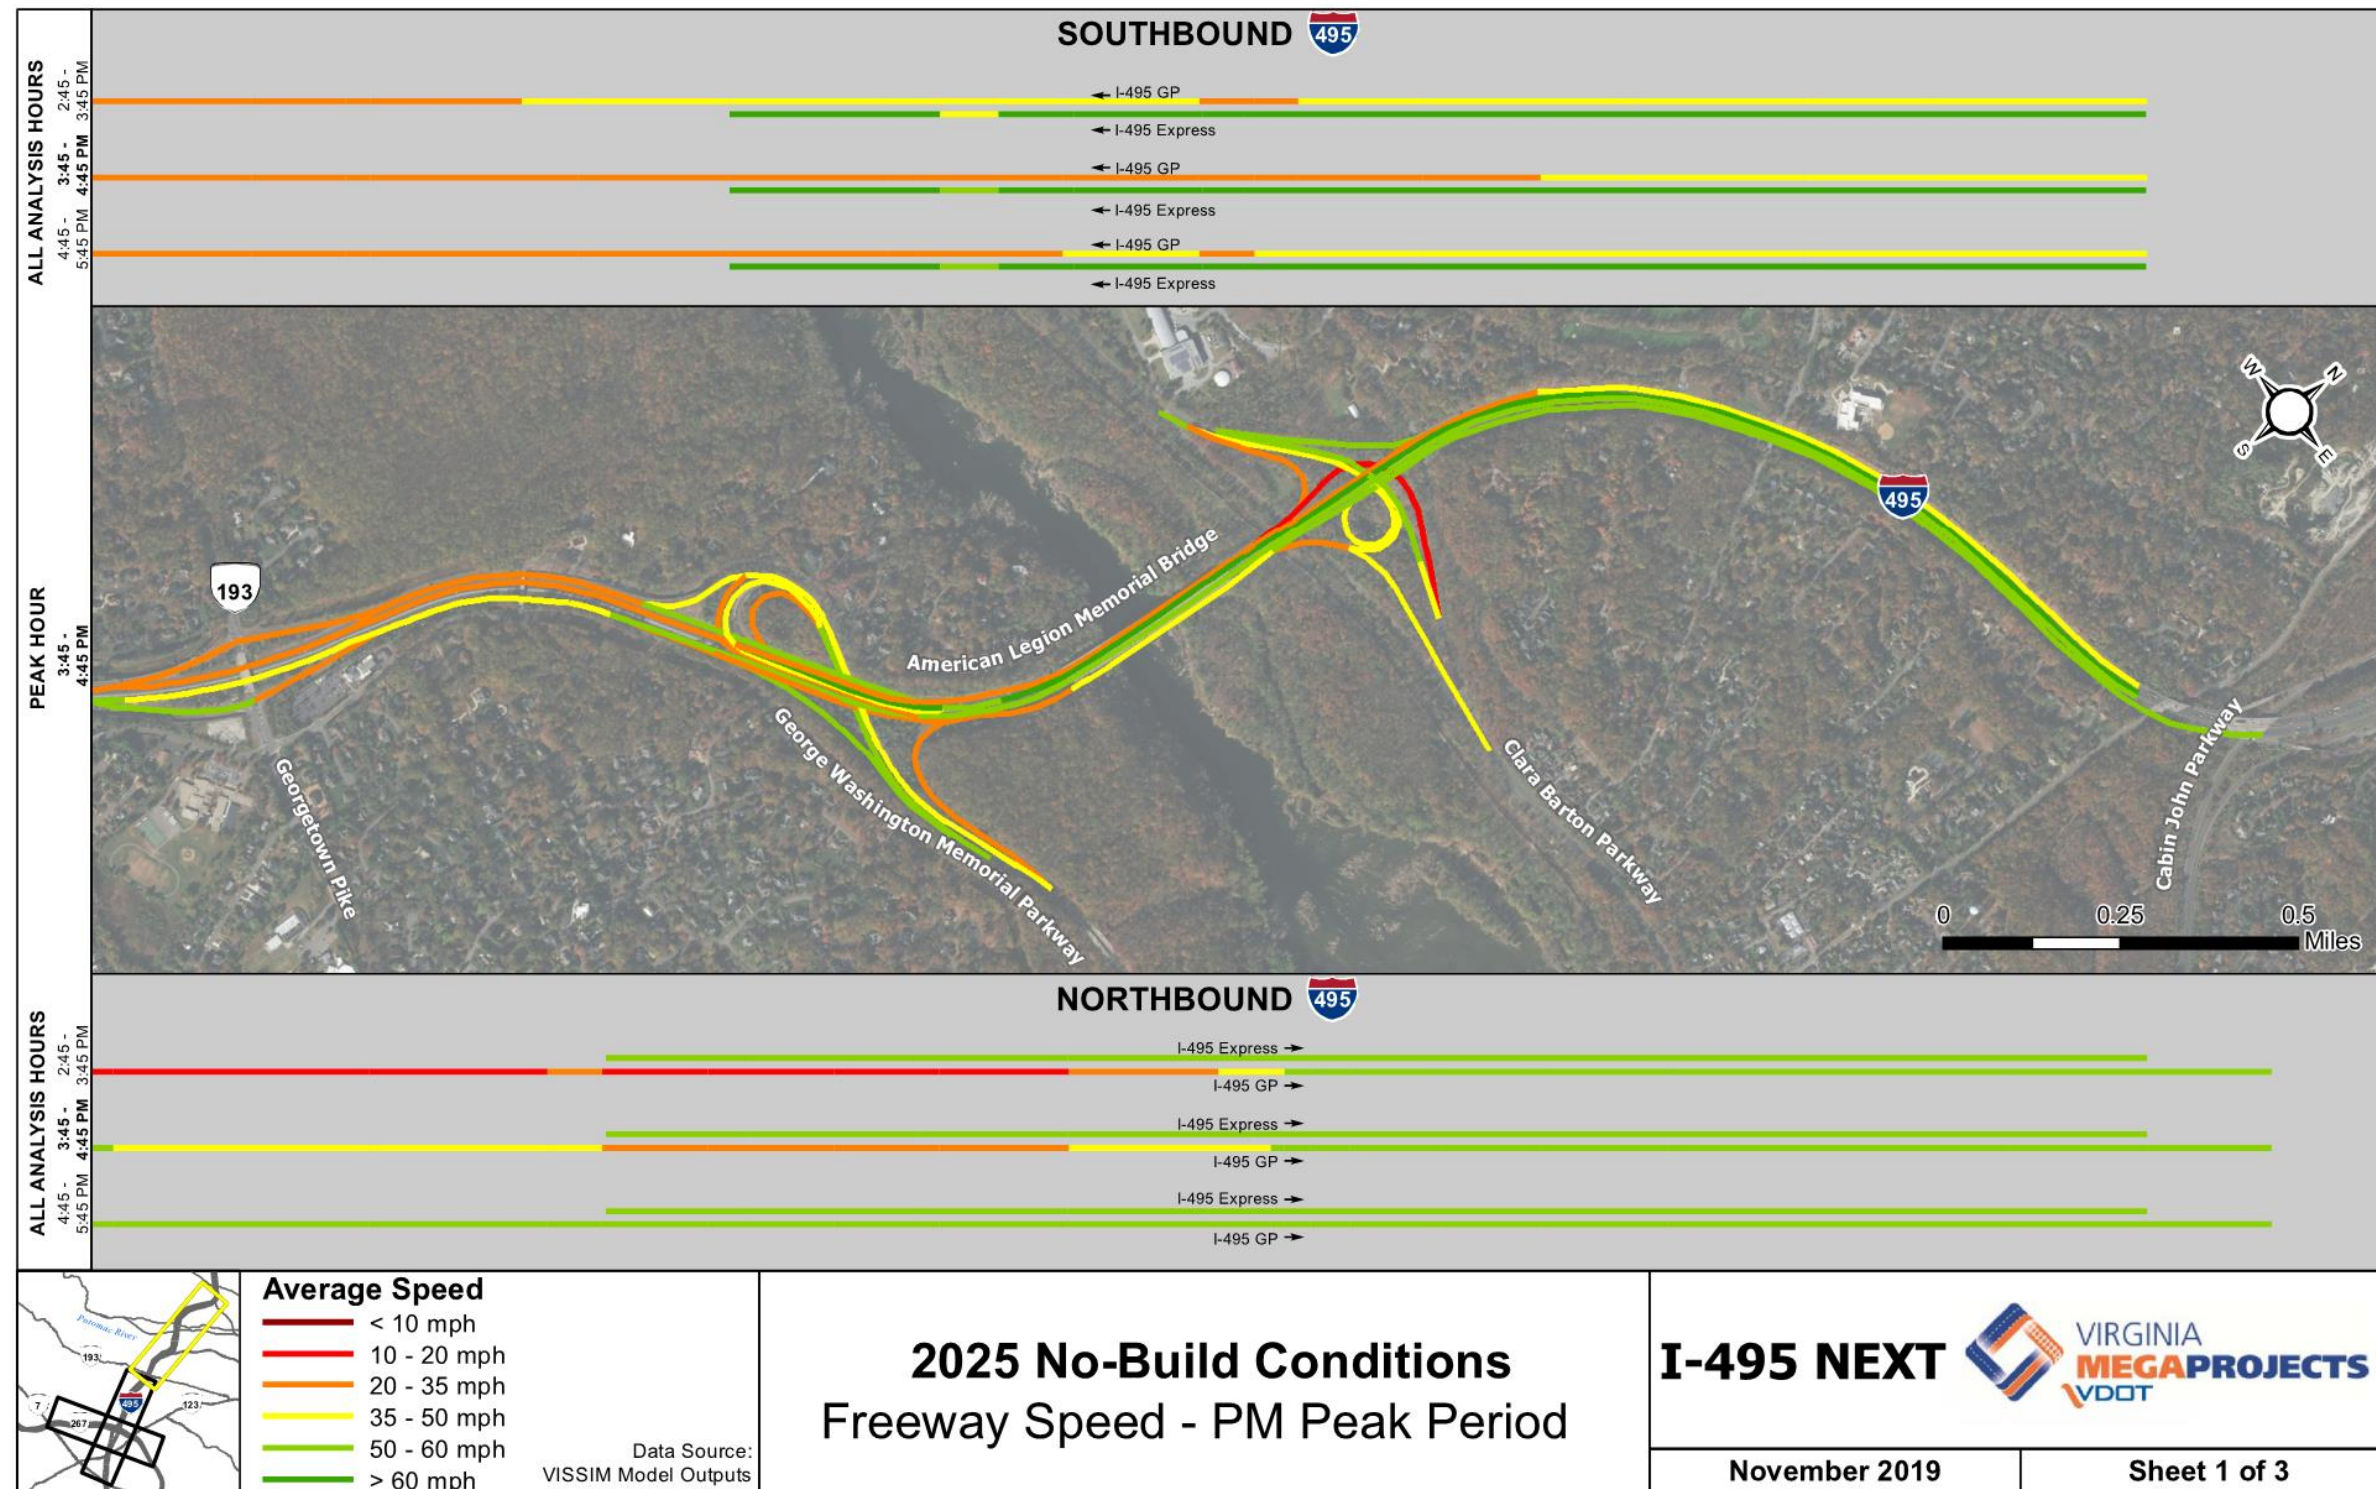 SOUTHBOUND 495
ALL ANALYSIS HOURS
2:45 -
3:45 PM
I-495 GP
I-495 Express
3:45 -
4:45 PM
I-495 GP
I-495 Express
4:45 -
5:45 PM
I-495 GP
I-495 Express
PEAK HOUR
3:45 -
4:45 PM
193
495
W
N
S
E
American Legion Memorial Bridge
Georgetown Pike
George Washington Memorial Parkway
Clara Barton Parkway
Cabin John Parkway
0 0.25 0.5
Miles
NORTHBOUND 495
ALL ANALYSIS HOURS
2:45 -
3:45 PM
I-495 Express
I-495 GP
3:45 -
4:45 PM
I-495 Express
I-495 GP
4:45 -
5:45 PM
I-495 Express
I-495 GP
Potomac River
193
495
7
267
123
Average Speed
< 10 mph
10 - 20 mph
20 - 35 mph
35 - 50 mph
50 - 60 mph
> 60 mph
Data Source:
VISSIM Model Outputs
2025 No-Build Conditions
Freeway Speed - PM Peak Period
I-495 NEXT
VIRGINIA
MEGAPROJECTS
VDOT
November 2019
Sheet 1 of 3